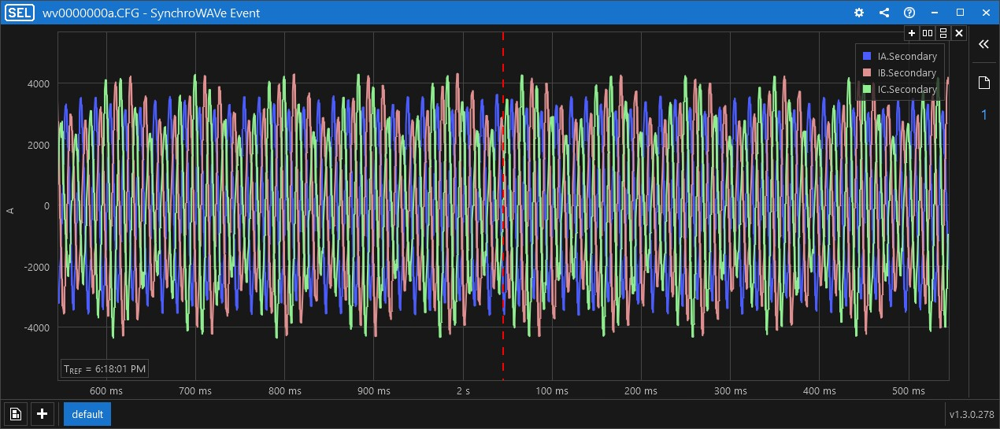 SEL wv0000000a.CFG - SynchroWAVe Event
IA.Secondary
IB.Secondary
IC.Secondary
4000
2000
0
-2000
-4000
A
1
TREF = 6:18:01 PM
600 ms 700 ms 800 ms 900 ms 2 s 100 ms 200 ms 300 ms 400 ms 500 ms
default
v1.3.0.278